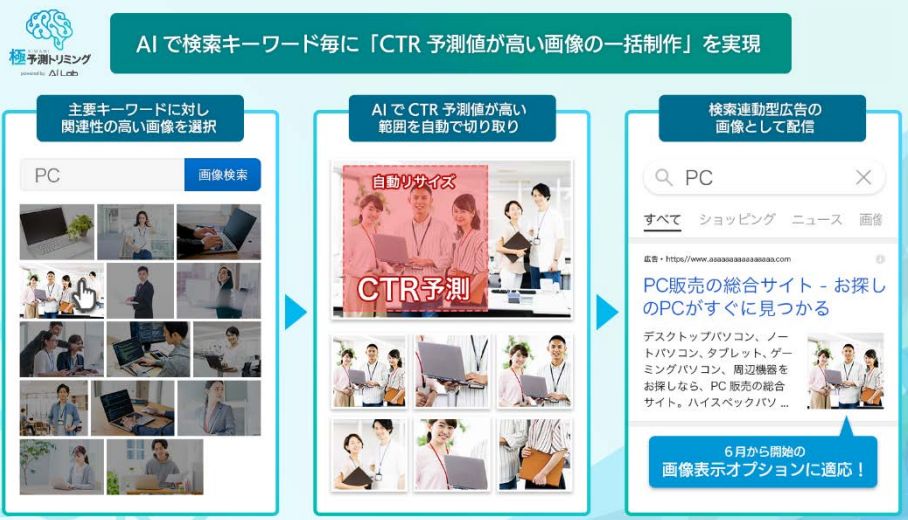 KIWAMI
極予測トリミング
powered by AI Lab
AIで検索キーワード毎に「CTR予測値が高い画像の一括制作」を実現
主要キーワードに対し
関連性の高い画像を選択
PC
画像検索
AIでCTR予測値が高い
範囲を自動で切り取り
自動リサイズ
CTR予測
検索連動型広告の
画像として配信
PC
すべて ショッピング ニュース 画像
広告・https://www.aaaaaaaaaaaaaaaa.com
PC販売の総合サイト - お探し
のPCがすぐに見つかる
デスクトップパソコン、ノー
トパソコン、タブレット、ゲー
ミングパソコン、周辺機器を
お探しなら、PC 販売の総合
サイト。ハイスペックパソ ...
6月から開始の
画像表示オプションに適応！